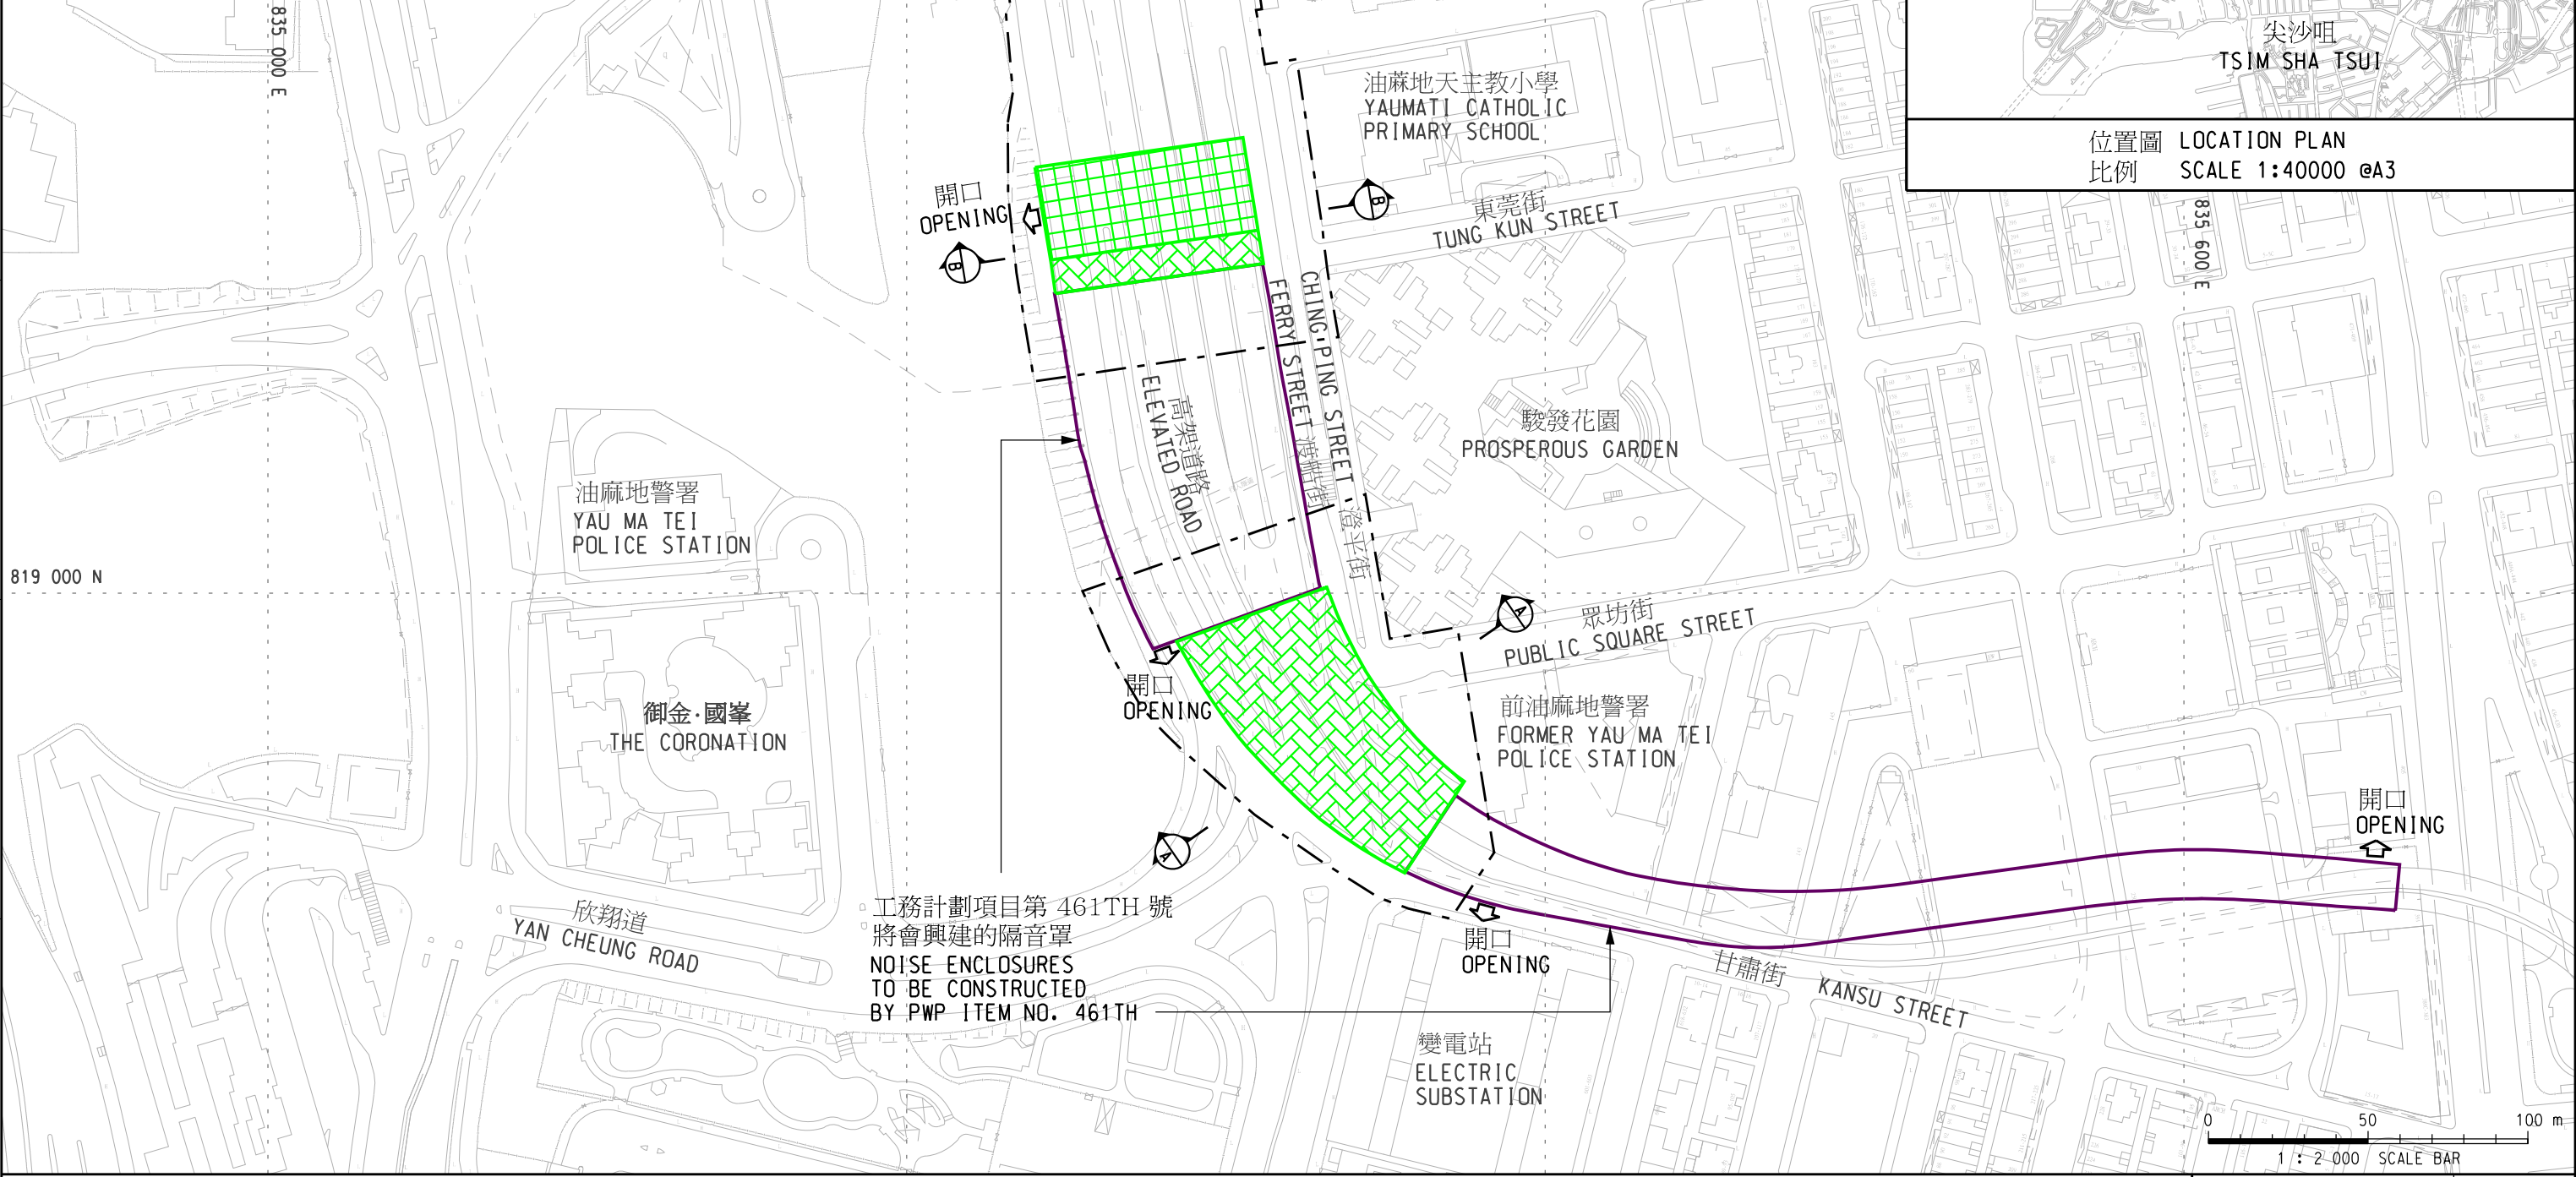 835 000 E
尖沙咀
TSIM SHA TSUI
位置圖 LOCATION PLAN
比例 SCALE 1:40000 @A3
835 600 E
油蔴地天主教小學
YAUMATI CATHOLIC
PRIMARY SCHOOL
開口
OPENING
B
B
東莞街
TUNG KUN STREET
CHING PING STREET 澄平街
FERRY STREET 渡船街
高架道路
ELEVATED ROAD
駿發花園
PROSPEROUS GARDEN
油麻地警署
YAU MA TEI
POLICE STATION
819 000 N
A
眾坊街
PUBLIC SQUARE STREET
開口
OPENING
御金·國峯
THE CORONATION
前油麻地警署
FORMER YAU MA TEI
POLICE STATION
A
開口
OPENING
工務計劃項目第 461TH 號
將會興建的隔音罩
NOISE ENCLOSURES
TO BE CONSTRUCTED
BY PWP ITEM NO. 461TH
欣翔道
YAN CHEUNG ROAD
開口
OPENING
甘肅街 KANSU STREET
變電站
ELECTRIC
SUBSTATION
0 50 100 m
1 : 2 000 SCALE BAR